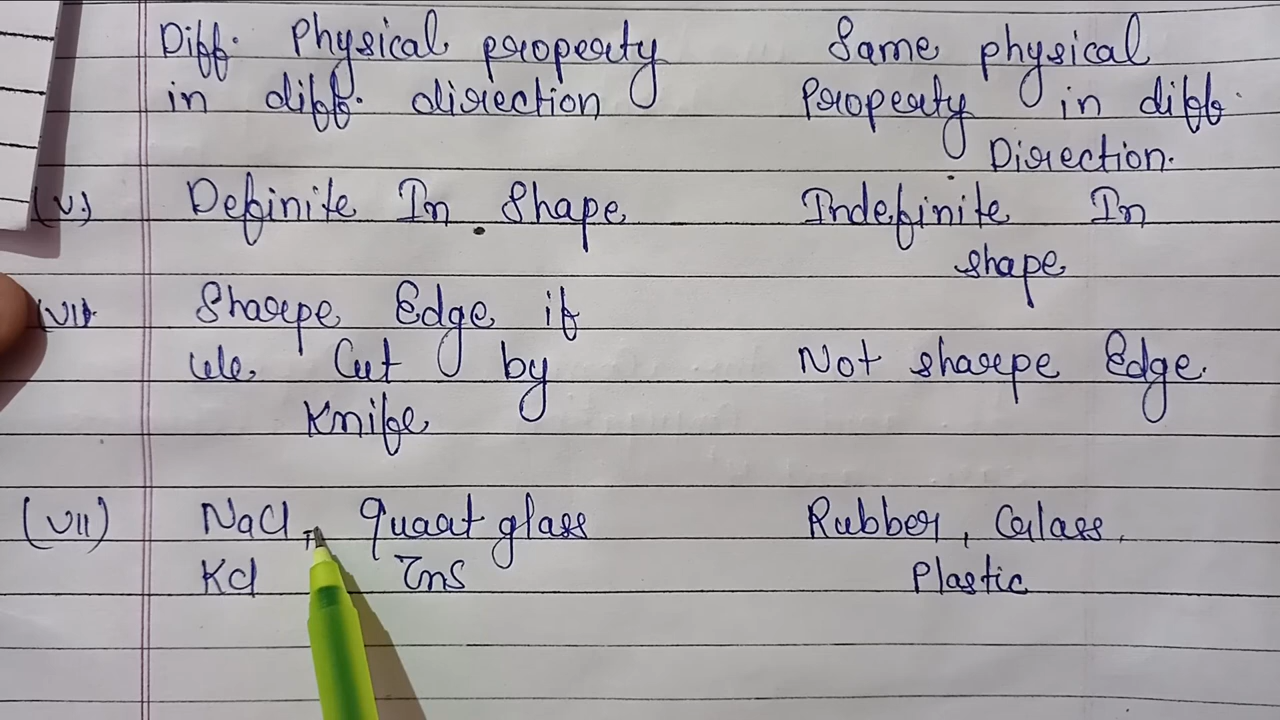 Diff. Physical property
in diff. direction
Same physical
Property in diff.
Direction.
(V) Definite In Shape
Indefinite In
shape
(VI) Sharpe Edge if
We Cut by
Knife
Not sharpe Edge.
(VII) NaCl, quart glass
KCl ZnS
Rubber, Glass,
Plastic